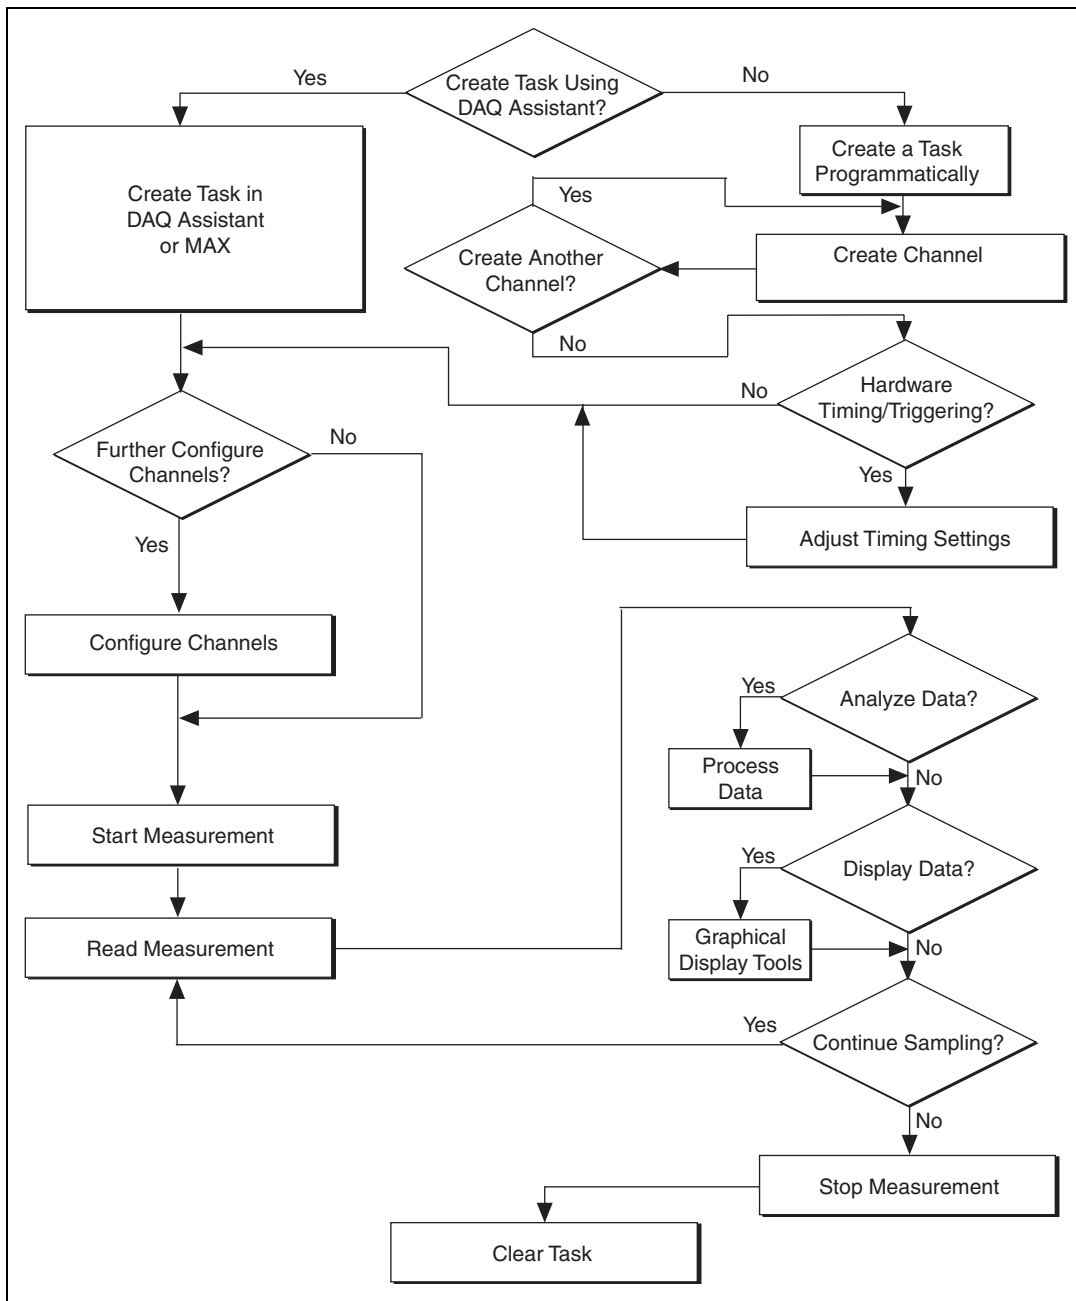 Create Task Using
DAQ Assistant?
Yes
No
Create Task in
DAQ Assistant
or MAX
Create a Task
Programmatically
Yes
Create Another
Channel?
Create Channel
No
Hardware
Timing/Triggering?
No
Yes
Adjust Timing Settings
Further Configure
Channels?
No
Yes
Configure Channels
Start Measurement
Read Measurement
Analyze Data?
Yes
Process
Data
No
Display Data?
Yes
Graphical
Display Tools
No
Continue Sampling?
Yes
No
Stop Measurement
Clear Task